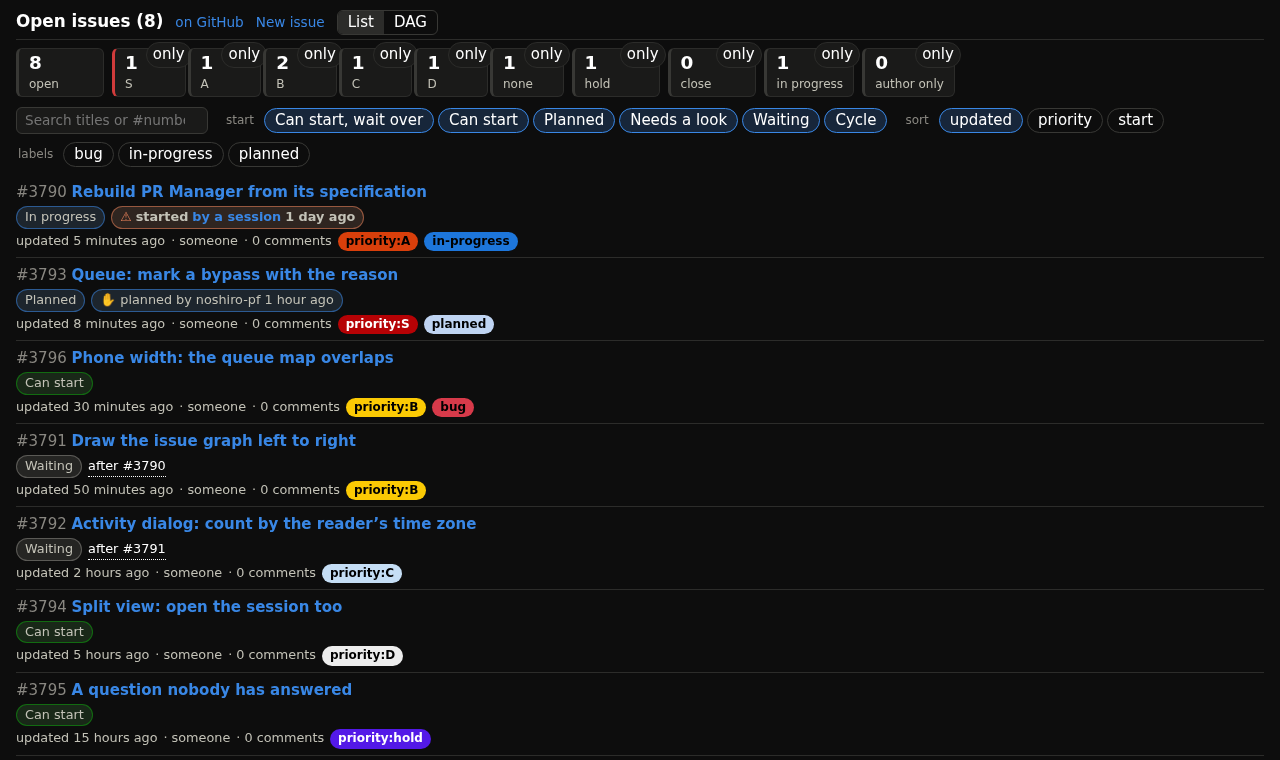 Open issues (8) on GitHub New issue List DAG
8 open
1 S only
1 A only
2 B only
1 C only
1 D only
1 none only
1 hold only
0 close only
1 in progress only
0 author only only
Search titles or #numbe start Can start, wait over Can start Planned Needs a look Waiting Cycle sort updated priority start
labels bug in-progress planned
#3790 Rebuild PR Manager from its specification
In progress ⚠ started by a session 1 day ago
updated 5 minutes ago · someone · 0 comments priority:A in-progress
#3793 Queue: mark a bypass with the reason
Planned ✋ planned by noshiro-pf 1 hour ago
updated 8 minutes ago · someone · 0 comments priority:S planned
#3796 Phone width: the queue map overlaps
Can start
updated 30 minutes ago · someone · 0 comments priority:B bug
#3791 Draw the issue graph left to right
Waiting after #3790
updated 50 minutes ago · someone · 0 comments priority:B
#3792 Activity dialog: count by the reader’s time zone
Waiting after #3791
updated 2 hours ago · someone · 0 comments priority:C
#3794 Split view: open the session too
Can start
updated 5 hours ago · someone · 0 comments priority:D
#3795 A question nobody has answered
Can start
updated 15 hours ago · someone · 0 comments priority:hold